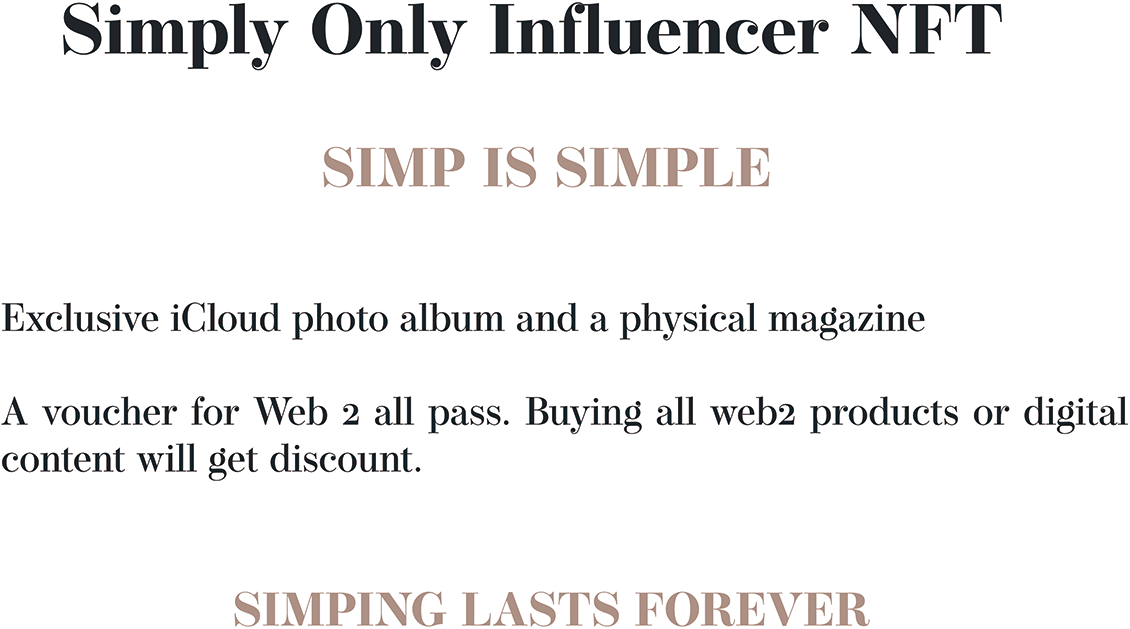 Simply Only Influencer NFT
SIMP IS SIMPLE
Exclusive iCloud photo album and a physical magazine
A voucher for Web 2 all pass. Buying all web2 products or digital
content will get discount.
SIMPING LASTS FOREVER